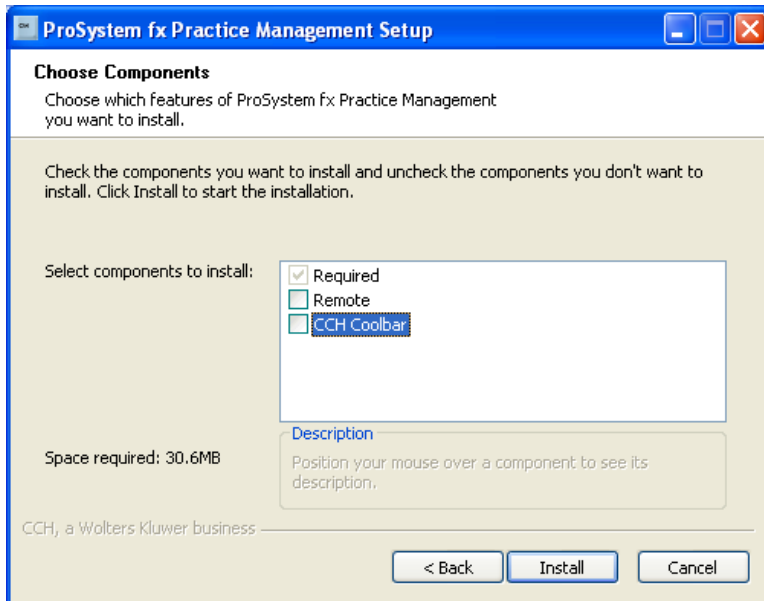 ProSystem fx Practice Management Setup
Choose Components
Choose which features of ProSystem fx Practice Management
you want to install.
Check the components you want to install and uncheck the components you don't want to
install. Click Install to start the installation.
Select components to install:
Required
Remote
CCH Coolbar
Space required: 30.6MB
Description
Position your mouse over a component to see its
description.
CCH, a Wolters Kluwer business
< Back
Install
Cancel